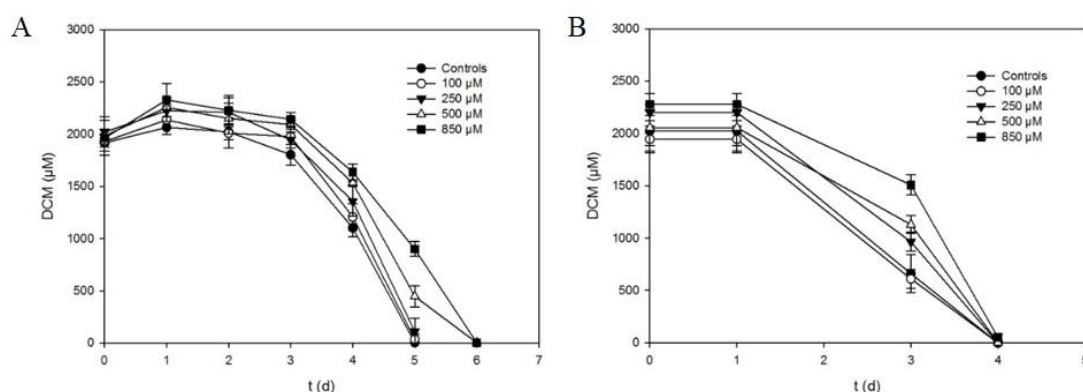 A
3000
2500
2000
1500
1000
500
0
DCM (µM)
Controls
100 µM
250 µM
500 µM
850 µM
0 1 2 3 4 5 6 7
t (d)
B
3000
2500
2000
1500
1000
500
0
DCM (µM)
Controls
100 µM
250 µM
500 µM
850 µM
0 1 2 3 4 5
t (d)